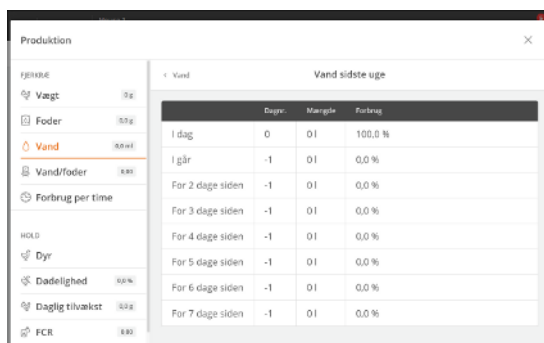 Produktion
FJERKRÆ
Vægt 0 g
Foder 0,0 g
Vand 0,0 ml
Vand/foder 0,00
Forbrug per time
HOLD
Dyr
Dødelighed 0,0 %
Daglig tilvækst 0,0 g
FCR 0,00
Vand
Vand sidste uge
Dagnr. Mængde Forbrug
I dag 0 0 l 100,0 %
I går -1 0 l 0,0 %
For 2 dage siden -1 0 l 0,0 %
For 3 dage siden -1 0 l 0,0 %
For 4 dage siden -1 0 l 0,0 %
For 5 dage siden -1 0 l 0,0 %
For 6 dage siden -1 0 l 0,0 %
For 7 dage siden -1 0 l 0,0 %